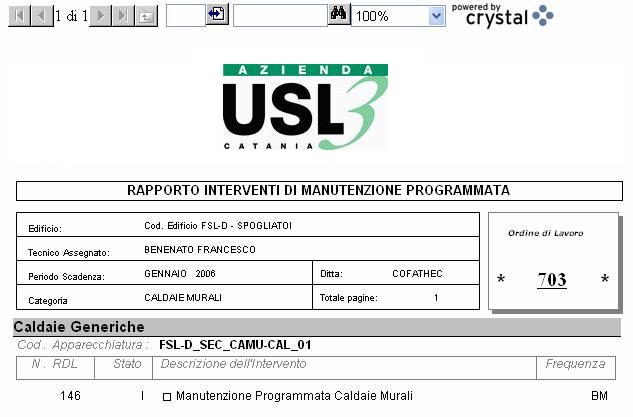 1 di 1 100% powered by crystal
AZIENDA
USL3
CATANIA
RAPPORTO INTERVENTI DI MANUTENZIONE PROGRAMMATA
Edificio: Cod. Edificio FSL-D - SPOGLIATOI
Ordine di Lavoro
Tecnico Assegnato: BENENATO FRANCESCO
Periodo Scadenza: GENNAIO 2006 Ditta: COFATHEC
* 703 *
Categoria CALDAIE MURALI Totale pagine: 1
Caldaie Generiche
Cod. Apparecchiatura : FSL-D_SEC_CAMU-CAL_01
N . RDL Stato Descrizione dell'Intervento Frequenza
146 I Manutenzione Programmata Caldaie Murali BM